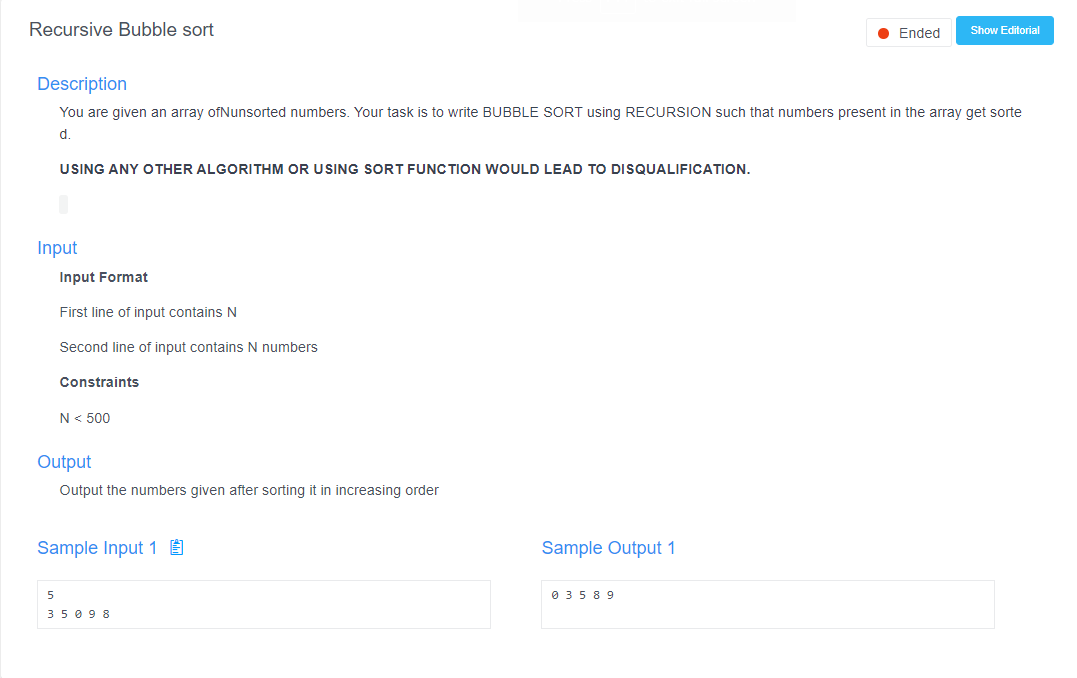 Recursive Bubble sort
Ended
Show Editorial
Description
You are given an array ofNunsorted numbers. Your task is to write BUBBLE SORT using RECURSION such that numbers present in the array get sorte
d.
USING ANY OTHER ALGORITHM OR USING SORT FUNCTION WOULD LEAD TO DISQUALIFICATION.
Input
Input Format
First line of input contains N
Second line of input contains N numbers
Constraints
N < 500
Output
Output the numbers given after sorting it in increasing order
Sample Input 1
5
3 5 0 9 8
Sample Output 1
0 3 5 8 9